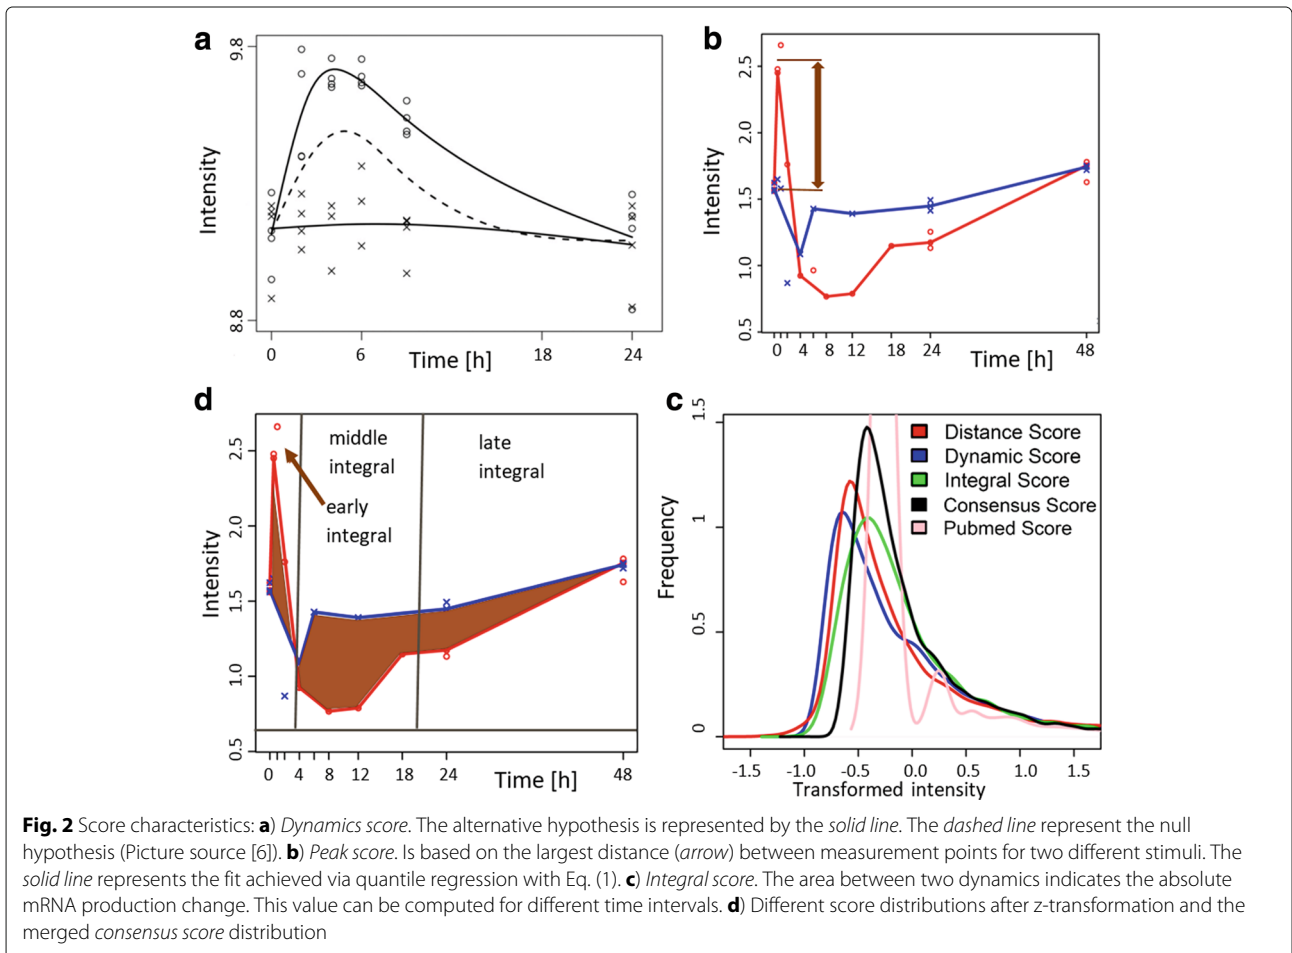 a
9.8
8.8
Intensity
0
6
18
24
Time [h]
b
2.5
2.0
1.5
1.0
0.5
Intensity
0 4 8 12 18 24 48
Time [h]
d
2.5
2.0
1.5
1.0
0.5
Intensity
middle
integral
late
integral
early
integral
0 4 8 12 18 24 48
Time [h]
c
1.5
1
0.5
0
Frequency
Distance Score
Dynamic Score
Integral Score
Consensus Score
Pubmed Score
-1.5 -1.0 -0.5 0.0 0.5 1.0 1.5
Transformed intensity
Fig. 2 Score characteristics: a) Dynamics score. The alternative hypothesis is represented by the solid line. The dashed line represent the null
hypothesis (Picture source [6]). b) Peak score. Is based on the largest distance (arrow) between measurement points for two different stimuli. The
solid line represents the fit achieved via quantile regression with Eq. (1). c) Integral score. The area between two dynamics indicates the absolute
mRNA production change. This value can be computed for different time intervals. d) Different score distributions after z-transformation and the
merged consensus score distribution